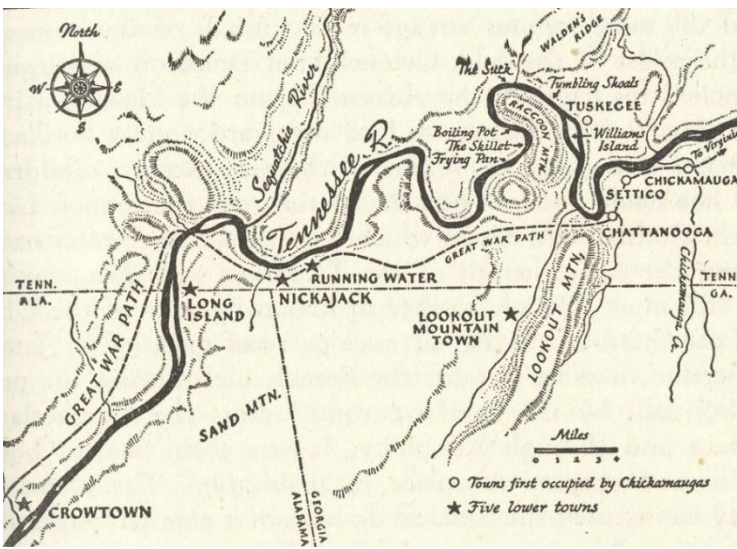 North
W
E
S
WALDEN'S
RIDGE
The Suck
Tumbling Shoals
TUSKEGEE
RACCOON MTN.
Boiling Pot
The Skillet
Frying Pan
Williams
Island
To Virginia
CHICKAMAUGA
SETTICO
CHATTANOOGA
Sequatchie River
Tennessee R.
GREAT WAR PATH
RUNNING WATER
NICKAJACK
TENN.
ALA.
LONG
ISLAND
TENN.
GA.
Chickamauga Cr.
LOOKOUT
MOUNTAIN
TOWN
LOOKOUT MTN.
GREAT WAR PATH
SAND MTN.
CROWTOWN
ALABAMA
GEORGIA
Miles
0 1 2 3
○ Towns first occupied by Chickamaugas
★ Five lower towns